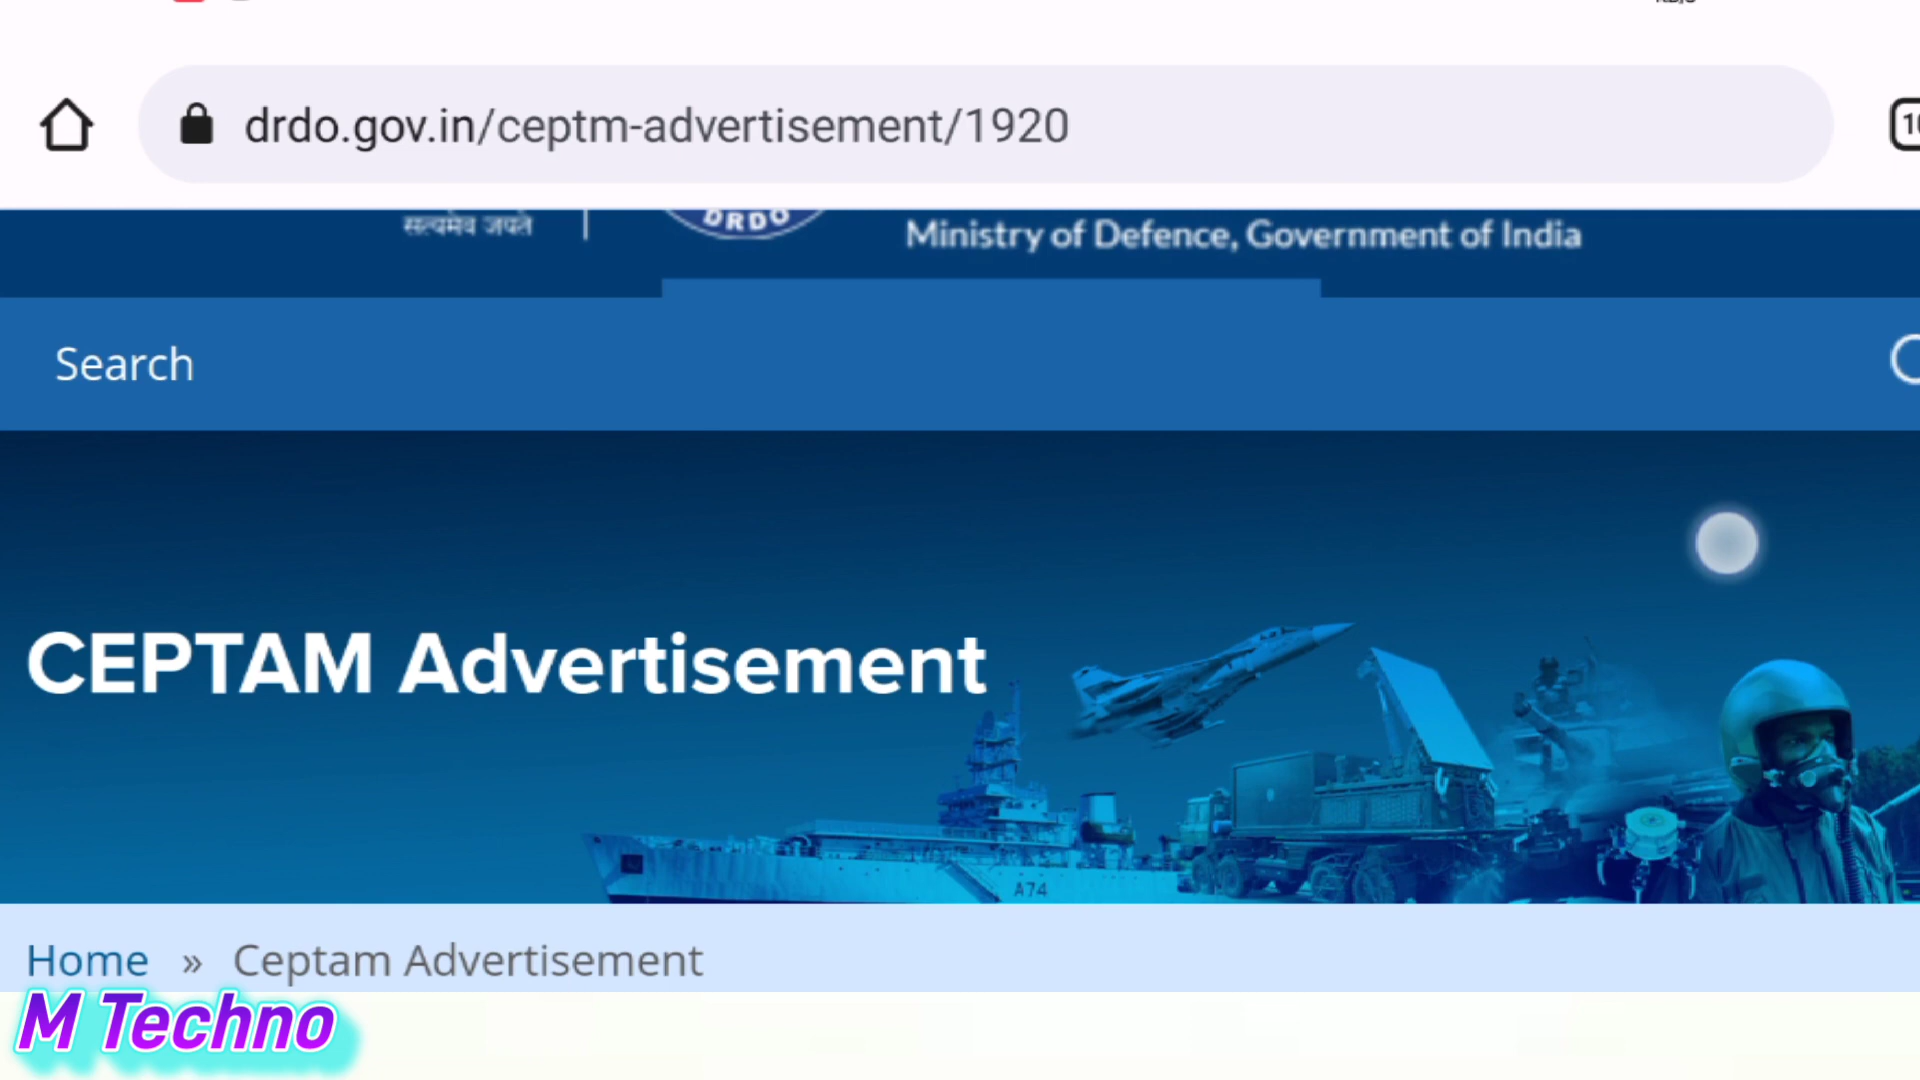 drdo.gov.in/ceptm-advertisement/1920
10
सत्यमेव जयते
DRDO
Ministry of Defence, Government of India
Search
CEPTAM Advertisement
A74
Home » Ceptam Advertisement
M Techno